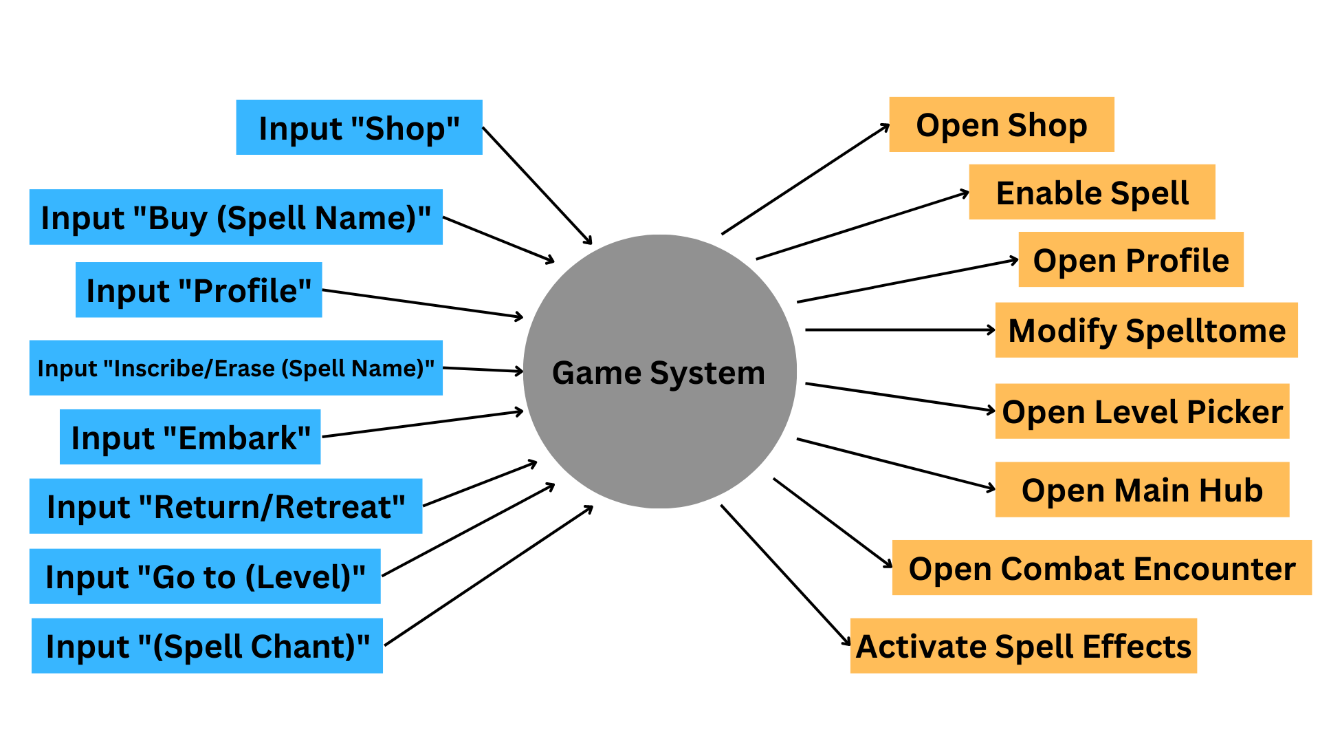 Input "Shop"
Input "Buy (Spell Name)"
Input "Profile"
Input "Inscribe/Erase (Spell Name)"
Input "Embark"
Input "Return/Retreat"
Input "Go to (Level)"
Input "(Spell Chant)"
Game System
Open Shop
Enable Spell
Open Profile
Modify Spelltome
Open Level Picker
Open Main Hub
Open Combat Encounter
Activate Spell Effects